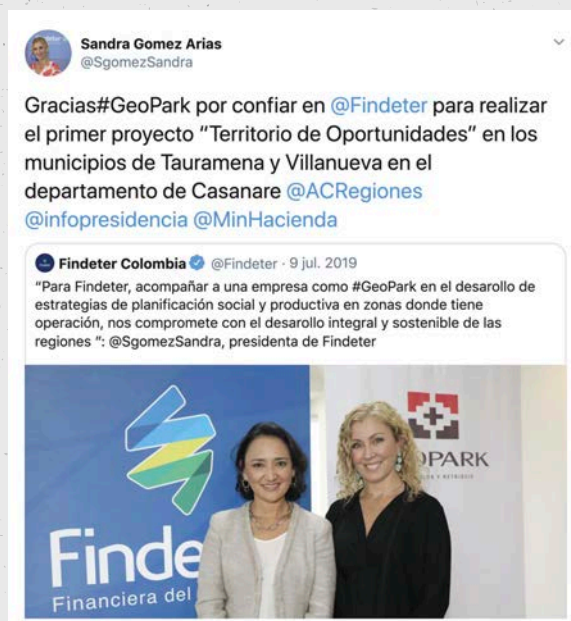 Sandra Gomez Arias
@SgomezSandra
Gracias#GeoPark por confiar en @Findeter para realizar
el primer proyecto “Territorio de Oportunidades” en los
municipios de Tauramena y Villanueva en el
departamento de Casanare @ACRegiones
@infopresidencia @MinHacienda
Findeter Colombia @Findeter · 9 jul. 2019
“Para Findeter, acompañar a una empresa como #GeoPark en el desarollo de
estrategias de planificación social y productiva en zonas donde tiene
operación, nos compromete con el desarollo integral y sostenible de las
regiones ”: @SgomezSandra, presidenta de Findeter
Finde
Financiera del
OPARK